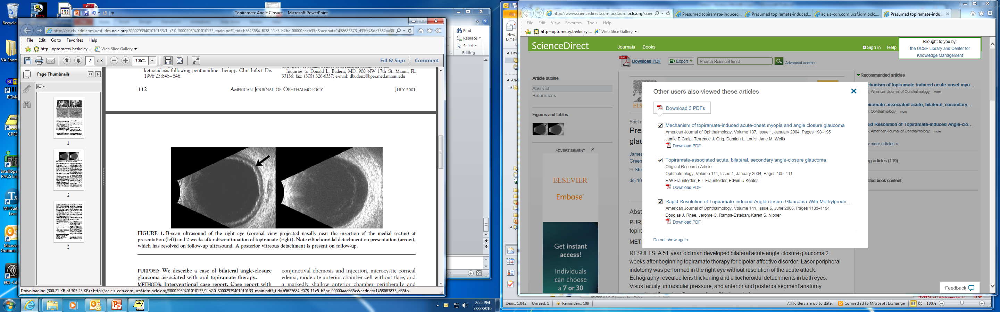 Recycle
VA Short
BCMA
CPRS
IntelliSpa
PACS Ent
MHSuit
Live
Micros
Outlook
R01-Cit
Topiramate Angle Closure - Microsoft PowerPoint
Find
Replace
Select
Editing
http://ac.els-cdn.com.ucsf.idm.oclc.org/S0002939401010133/1-s2.0-S0002939401010133-main.pdf?_tid=b5623684-f078-11e5-b2bc-00000aacb35e&acdnat=1458683873_d35fc48de7582aa36
File Edit Go to Favorites Help
http--optometry.berkeley.... Web Slice Gallery
2 / 3 106% Fill & Sign Comment
Page Thumbnails
1
2
3
ketoacidosis following pentamidine therapy. Clin Infect Dis
1996;23:845–846.
Inquiries to Donald L. Budenz, MD, 900 NW 17th St, Miami, FL
33136; fax: (305) 326-6337; e-mail: dbudenz@bpei.med.miami.edu
112 AMERICAN JOURNAL OF OPHTHALMOLOGY JULY 2001
FIGURE 1. B-scan ultrasound of the right eye (coronal view projected nasally near the insertion of the medial rectus) at
presentation (left) and 2 weeks after discontinuation of topiramate (right). Note ciliochoroidal detachment on presentation (arrow),
which has resolved on follow-up ultrasound. A posterior vitreous detachment is present on follow-up.
PURPOSE: We describe a case of bilateral angle-closure
glaucoma associated with oral topiramate therapy.
METHODS: Interventional case report. Case report with
conjunctival chemosis and injection, microcystic corneal
edema, moderate anterior chamber cell without flare, and
a markedly shallow anterior chamber peripherally and
Downloading (300.21 KB of 303.25 KB) : http://ac.els-cdn.com.ucsf.idm.oclc.org/S0002939401010133/1-s2.0-S0002939401010133-main.pdf?_tid=b5623684-f078-11e5-b2bc-00000aacb35e&acdnat=1458683873_d35fc
2:55 PM
3/22/2016
File
New
E-mail
Fav
http://www.sciencedirect.com.ucsf.idm.oclc.org/scier
Presumed topiramate-induced...
Presumed topiramate-induced...
ac.els-cdn.com.ucsf.idm.oclc....
Presumed topiramate-indu...
File Edit View Favorites Tools Help
http--optometry.berkeley.... Web Slice Gallery
ScienceDirect
Journals Books
Sign in Help
Brought to you by:
the UCSF Library and Center for
Knowledge Management
Download PDF Export Search ScienceDirect Advanced search
Article outline
Abstract
References
Figures and tables
ADVERTISEMENT
ELSEVIER
Embase
Get instant
access!
Individuals
can choose
a 7 or 30
Recommended articles
chanism of topiramate-induced acute-onset myo...
, American Journal of Ophthalmology more
piramate-associated acute, bilateral, secondary...
, Ophthalmology more
pid Resolution of Topiramate-induced Angle-clo...
, American Journal of Ophthalmology more
w more articles »
ng articles (119)
ated book content
Other users also viewed these articles
Download 3 PDFs
Mechanism of topiramate-induced acute-onset myopia and angle closure glaucoma
American Journal of Ophthalmology, Volume 137, Issue 1, January 2004, Pages 193–195
Jamie E Craig, Terrence J. Ong, Damien L. Louis, Jane M. Wells
Download PDF
Topiramate-associated acute, bilateral, secondary angle-closure glaucoma
Original Research Article
Ophthalmology, Volume 111, Issue 1, January 2004, Pages 109–111
F.W Fraunfelder, F.T Fraunfelder, Edwin U Keates
Download PDF
Rapid Resolution of Topiramate-induced Angle-closure Glaucoma With Methylpredn...
American Journal of Ophthalmology, Volume 141, Issue 6, June 2006, Pages 1133–1134
Douglas J. Rhee, Jerome C. Ramos-Esteban, Karen S. Nipper
Download PDF
Do not show again
Brief r
Pres
glau
James
Green
Sho
doi:10
Abst
PURI
topira
METI
RESULTS: A 51-year-old man developed bilateral acute angle-closure glaucoma 2
weeks after beginning topiramate therapy for bipolar affective disorder. Laser peripheral
iridotomy was performed in the right eye without resolution of the acute attack.
Echography revealed lens thickening and ciliochoroidal detachments in both eyes.
Visual acuity, intraocular pressure, and anterior and posterior segment anatomy
Feedback
Items: 1,042 Unread: 1 Reminders: 109
All folders are up to date. Connected to Microsoft Exchange 100%